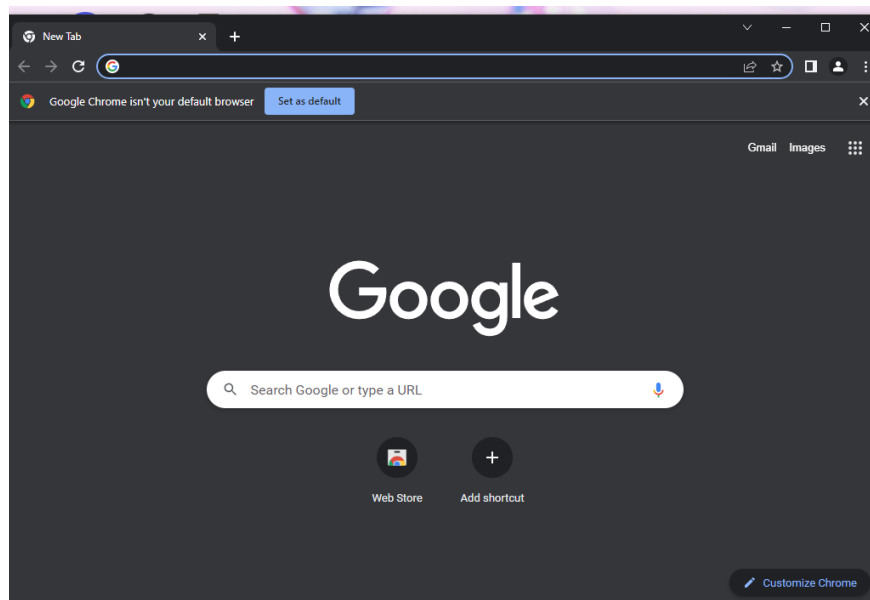 New Tab
Google Chrome isn't your default browser Set as default
Gmail Images
Google
Search Google or type a URL
Web Store Add shortcut
Customize Chrome